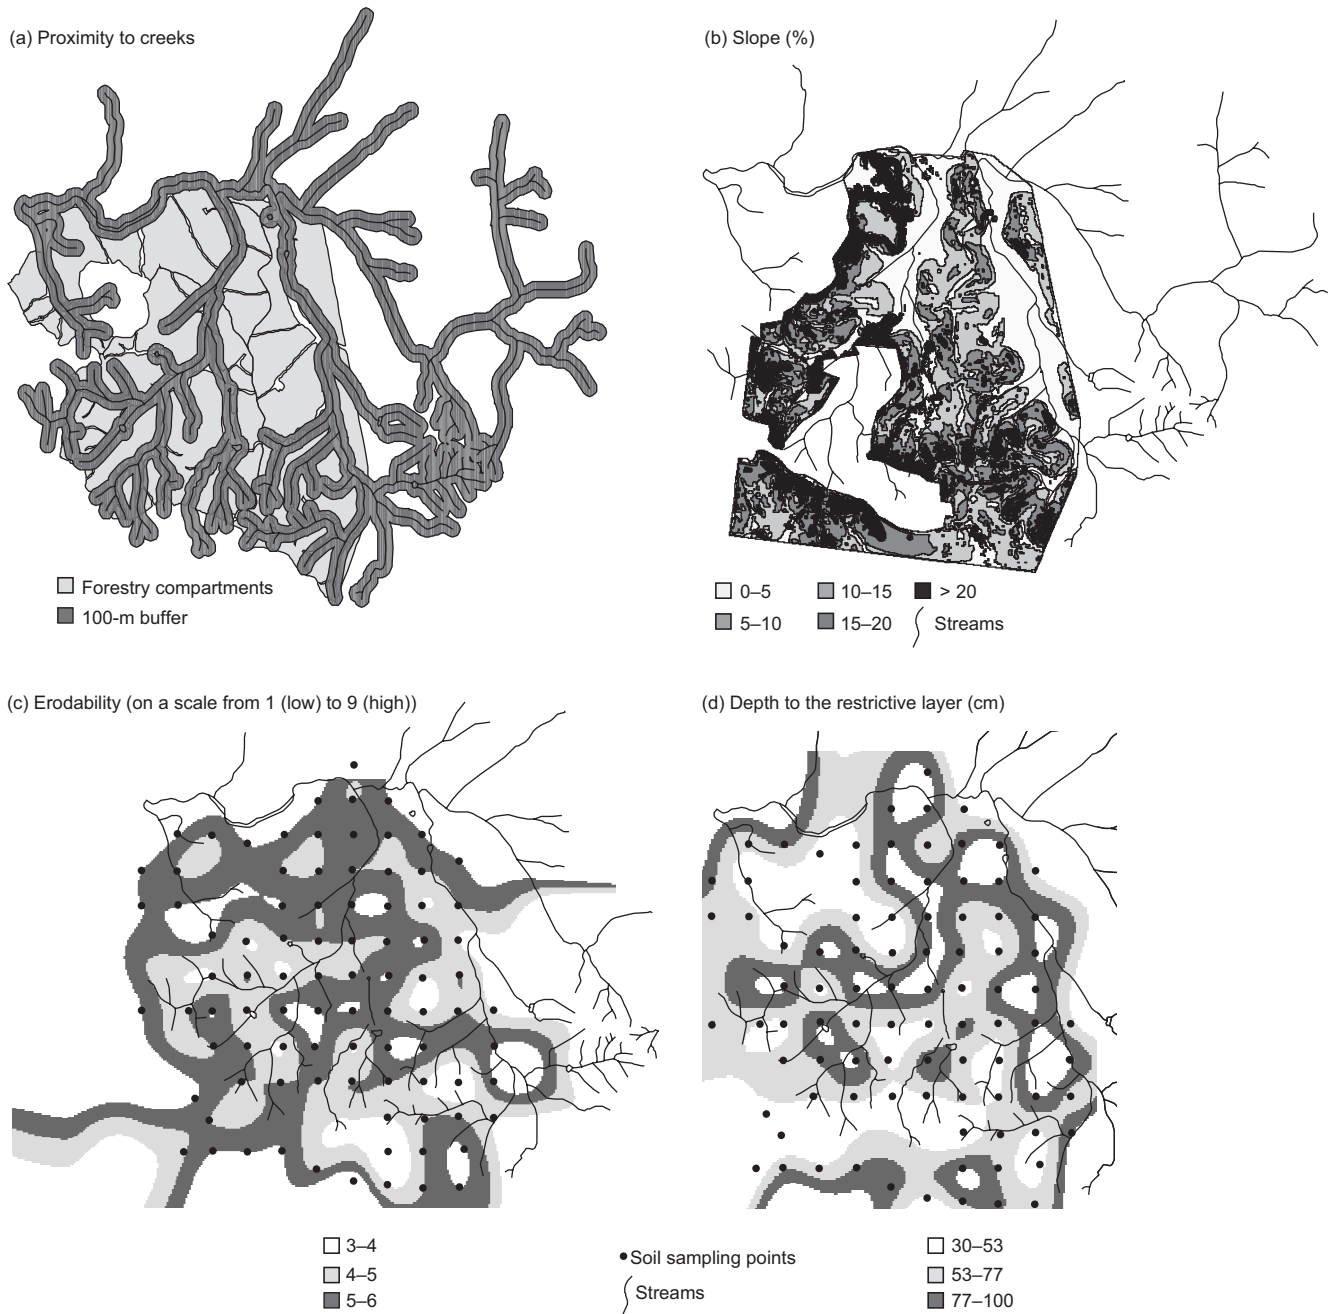 (a) Proximity to creeks
(b) Slope (%)
Forestry compartments
100-m buffer
0–5
10–15
> 20
5–10
15–20
Streams
(c) Erodability (on a scale from 1 (low) to 9 (high))
(d) Depth to the restrictive layer (cm)
3–4
4–5
5–6
Soil sampling points
Streams
30–53
53–77
77–100